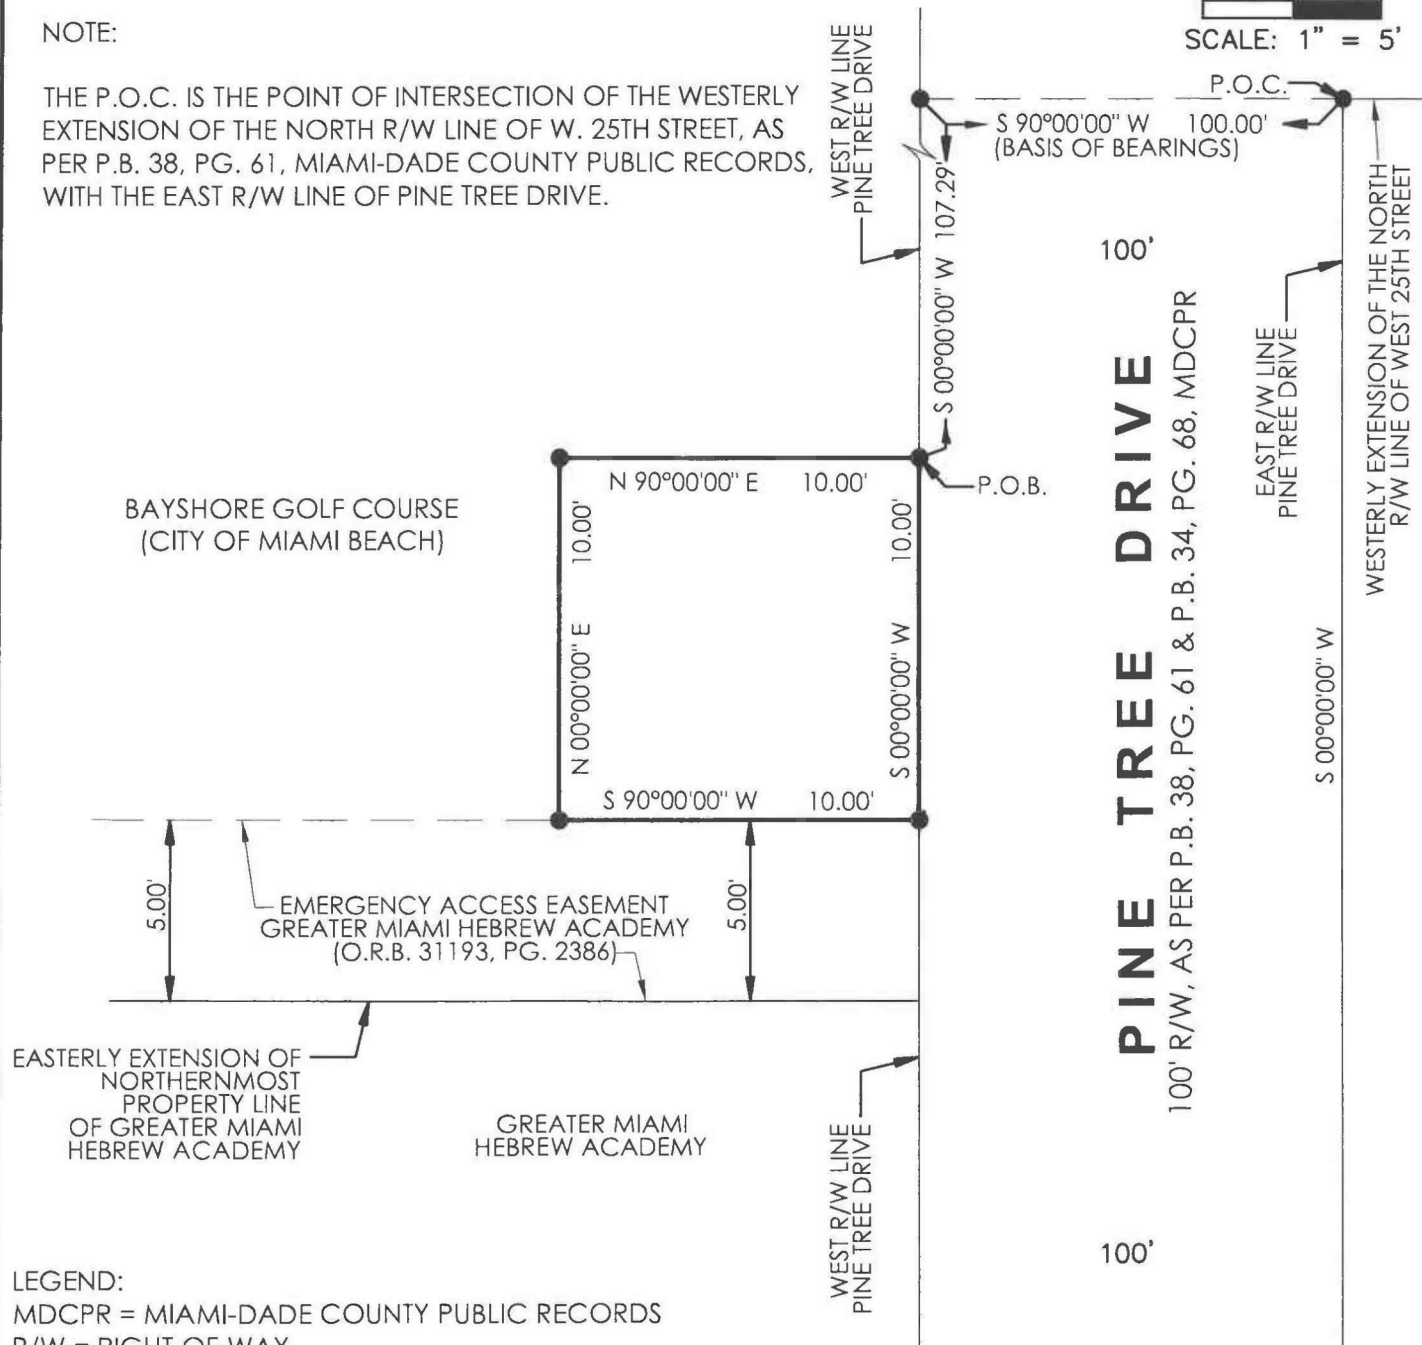 NOTE:
THE P.O.C. IS THE POINT OF INTERSECTION OF THE WESTERLY
EXTENSION OF THE NORTH R/W LINE OF W. 25TH STREET, AS
PER P.B. 38, PG. 61, MIAMI-DADE COUNTY PUBLIC RECORDS,
WITH THE EAST R/W LINE OF PINE TREE DRIVE.
SCALE: 1" = 5'
WEST R/W LINE
PINE TREE DRIVE
P.O.C.
S 90°00'00" W 100.00'
(BASIS OF BEARINGS)
S 00°00'00" W 107.29'
100'
WESTERLY EXTENSION OF THE NORTH
R/W LINE OF WEST 25TH STREET
EAST R/W LINE
PINE TREE DRIVE
PINE TREE DRIVE
100' R/W, AS PER P.B. 38, PG. 61 & P.B. 34, PG. 68, MDCPR
S 00°00'00" W
P.O.B.
N 90°00'00" E 10.00'
N 00°00'00" E 10.00'
S 00°00'00" W 10.00'
S 90°00'00" W 10.00'
BAYSHORE GOLF COURSE
(CITY OF MIAMI BEACH)
5.00'
EMERGENCY ACCESS EASEMENT
GREATER MIAMI HEBREW ACADEMY
(O.R.B. 31193, PG. 2386)
5.00'
EASTERLY EXTENSION OF
NORTHERNMOST
PROPERTY LINE
OF GREATER MIAMI
HEBREW ACADEMY
GREATER MIAMI
HEBREW ACADEMY
WEST R/W LINE
PINE TREE DRIVE
100'
LEGEND:
MDCPR = MIAMI-DADE COUNTY PUBLIC RECORDS
R/W = RIGHT OF WAY